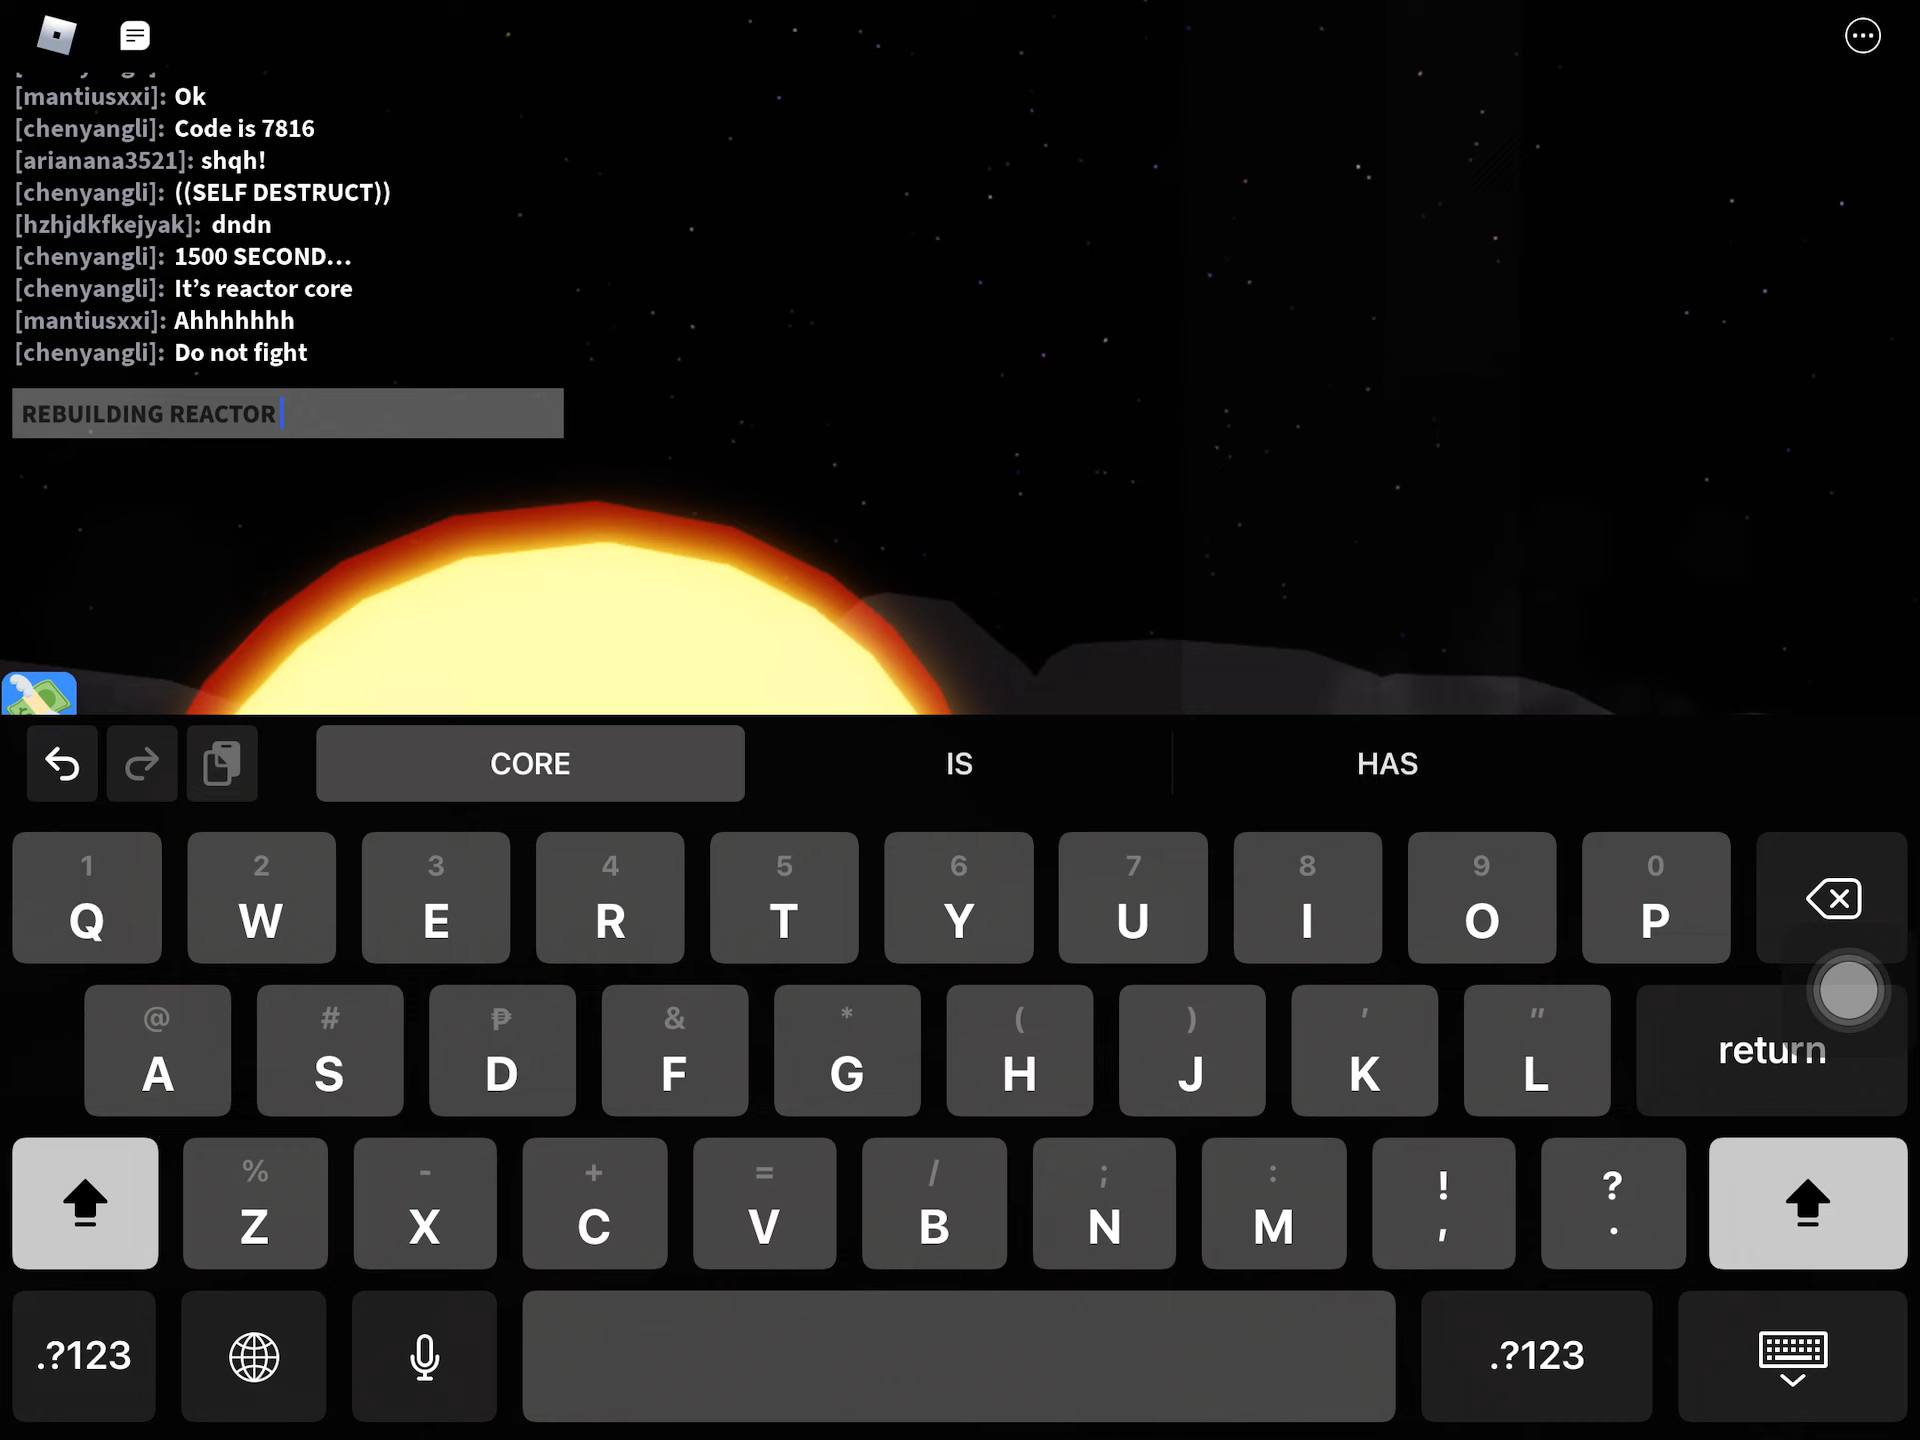 [mantiusxxi]: Ok
[chenyangli]: Code is 7816
[arianana3521]: shqh!
[chenyangli]: ((SELF DESTRUCT))
[hzhjdkfkejyak]: dndn
[chenyangli]: 1500 SECOND...
[chenyangli]: It’s reactor core
[mantiusxxi]: Ahhhhhhh
[chenyangli]: Do not fight
REBUILDING REACTOR
CORE IS HAS
1 2 3 4 5 6 7 8 9 0
Q W E R T Y U I O P
@ # ₱ & * ( ) ' "
A S D F G H J K L return
% - + = / ; : ! ?
Z X C V B N M , .
.?123 .?123